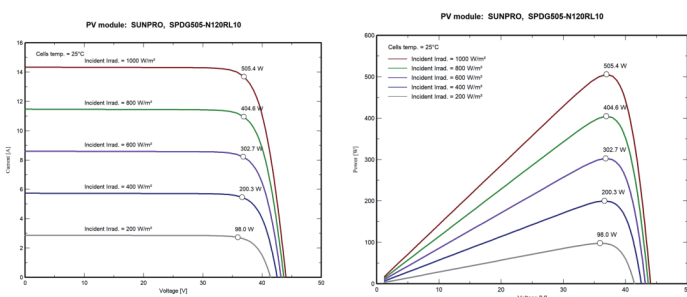 PV module: SUNPRO, SPDG505-N120RL10
16
14
12
10
8
6
4
2
0
Current [A]
Cells temp. = 25°C
Incident Irrad. = 1000 W/m²
505.4 W
Incident Irrad. = 800 W/m²
404.6 W
Incident Irrad. = 600 W/m²
302.7 W
Incident Irrad. = 400 W/m²
200.3 W
Incident Irrad. = 200 W/m²
98.0 W
0 10 20 30 40 50
Voltage [V]
PV module: SUNPRO, SPDG505-N120RL10
600
500
400
300
200
100
0
Power [W]
Cells temp. = 25°C
Incident Irrad. = 1000 W/m²
Incident Irrad. = 800 W/m²
Incident Irrad. = 600 W/m²
Incident Irrad. = 400 W/m²
Incident Irrad. = 200 W/m²
505.4 W
404.6 W
302.7 W
200.3 W
98.0 W
0 10 20 30 40